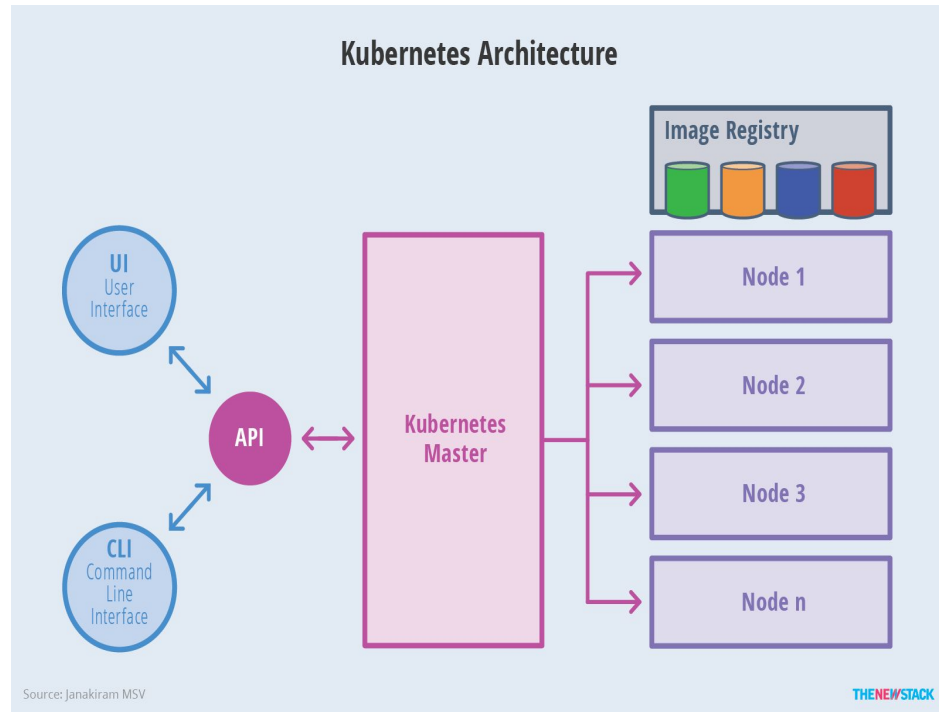 Kubernetes Architecture
Image Registry
UI
User
Interface
API
CLI
Command
Line
Interface
Kubernetes
Master
Node 1
Node 2
Node 3
Node n
Source: Janakiram MSV
THENEWSTACK